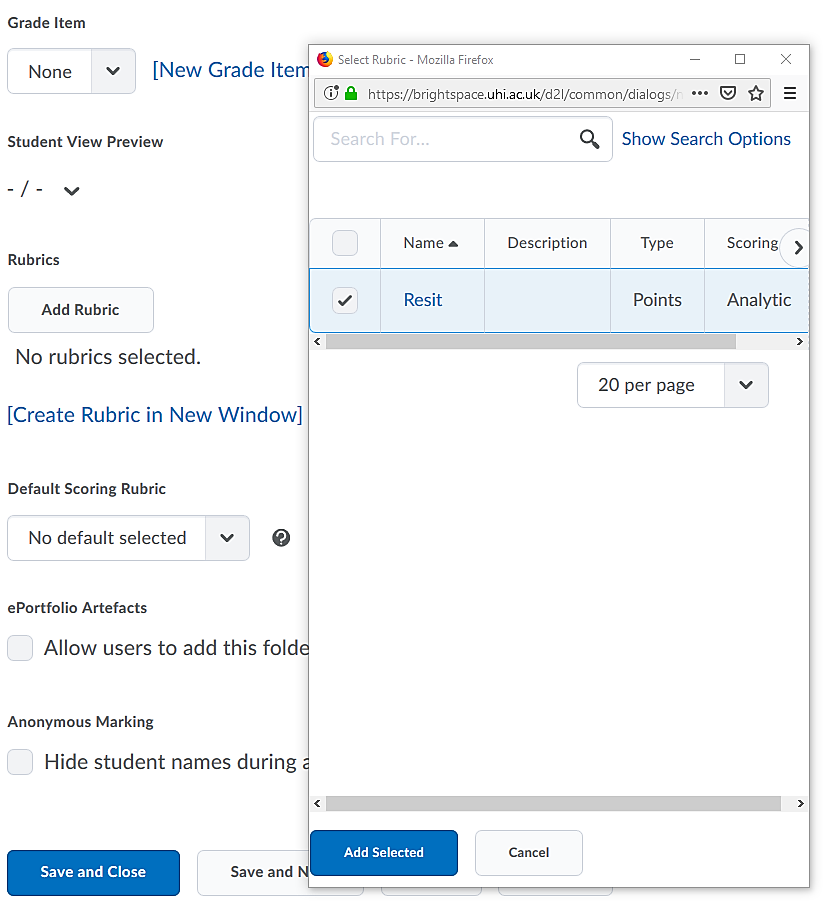 Grade Item
None
[New Grade Item
Student View Preview
- / -
Rubrics
Add Rubric
No rubrics selected.
[Create Rubric in New Window]
Default Scoring Rubric
No default selected
ePortfolio Artefacts
Allow users to add this folde
Anonymous Marking
Hide student names during a
Save and Close
Save and N
Select Rubric - Mozilla Firefox
https://brightspace.uhi.ac.uk/d2l/common/dialogs/
Search For...
Show Search Options
Name Description Type Scoring
Resit Points Analytic
20 per page
Add Selected
Cancel